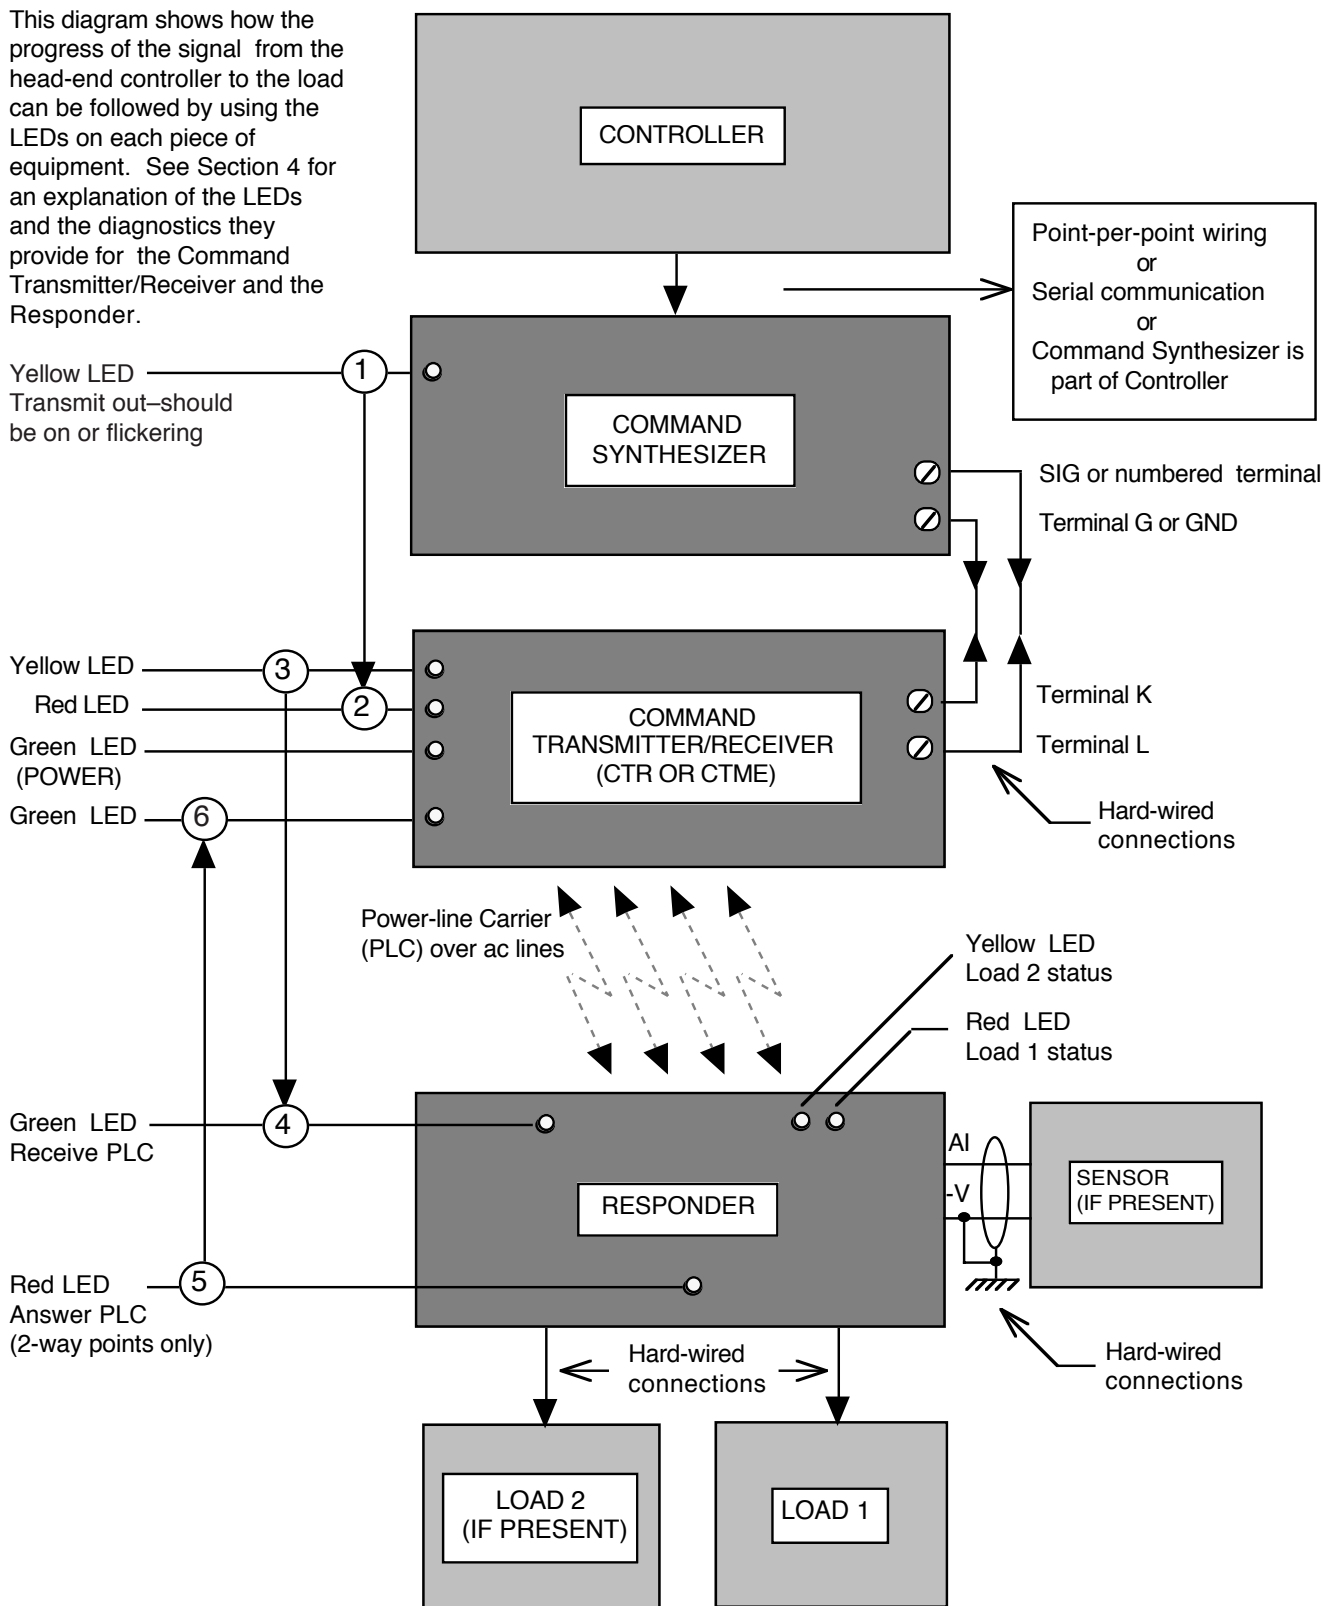 This diagram shows how the
progress of the signal from the
head-end controller to the load
can be followed by using the
LEDs on each piece of
equipment. See Section 4 for
an explanation of the LEDs
and the diagnostics they
provide for the Command
Transmitter/Receiver and the
Responder.
CONTROLLER
Point-per-point wiring
or
Serial communication
or
Command Synthesizer is
part of Controller
Yellow LED
Transmit out–should
be on or flickering
1
COMMAND
SYNTHESIZER
SIG or numbered terminal
Terminal G or GND
Yellow LED
3
Red LED
2
Green LED
(POWER)
Green LED
6
COMMAND
TRANSMITTER/RECEIVER
(CTR OR CTME)
Terminal K
Terminal L
Hard-wired
connections
Power-line Carrier
(PLC) over ac lines
Yellow LED
Load 2 status
Red LED
Load 1 status
Green LED
Receive PLC
4
RESPONDER
AI
-V
SENSOR
(IF PRESENT)
Red LED
Answer PLC
(2-way points only)
5
Hard-wired
connections
Hard-wired
connections
LOAD 2
(IF PRESENT)
LOAD 1